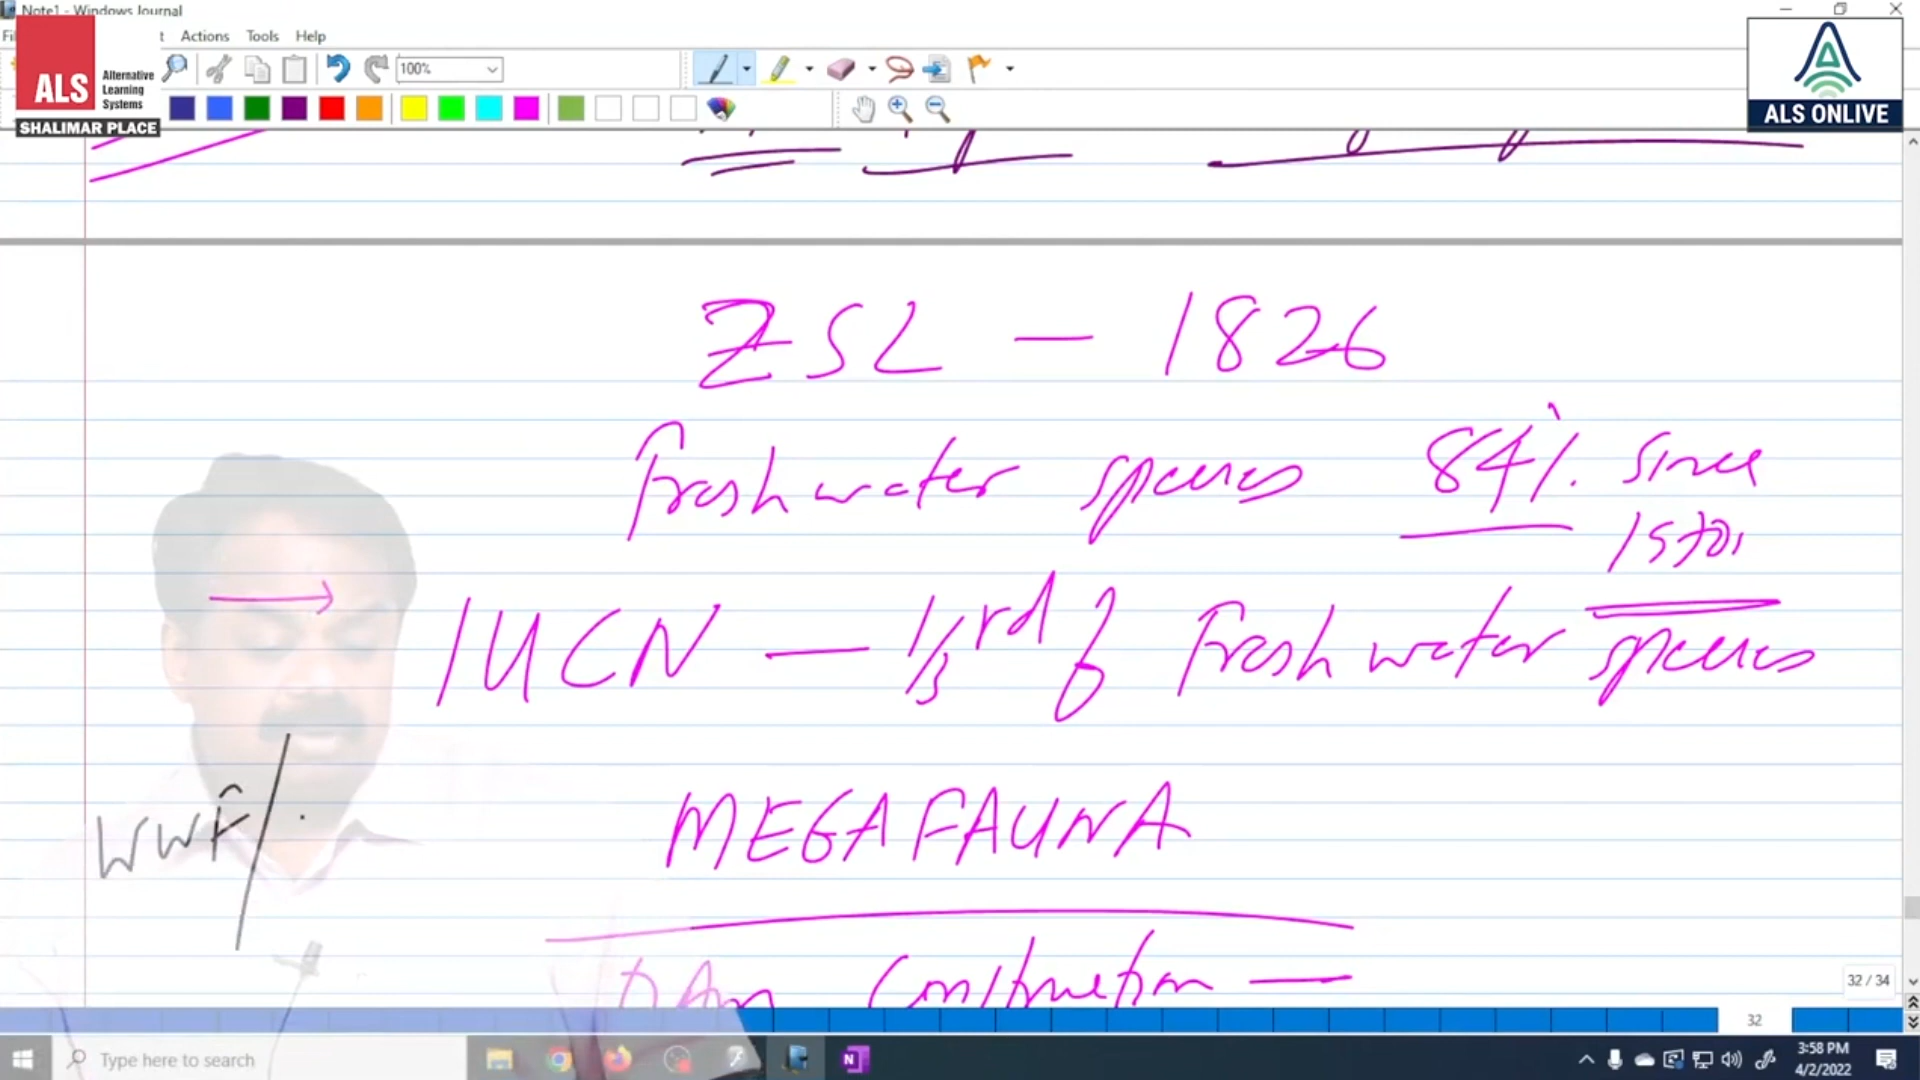 Note1 - Windows Journal
Actions Tools Help
ALS
Alternative
Learning
Systems
SHALIMAR PLACE
100%
ALS ONLIVE
ZSL — 1826
Freshwater species 84%. since
1970,
IUCN — 1/3rd of Freshwater species
WWF/.
MEGAFAUNA
DAm Construction —
32 / 34
32
Type here to search
3:58 PM
4/2/2022